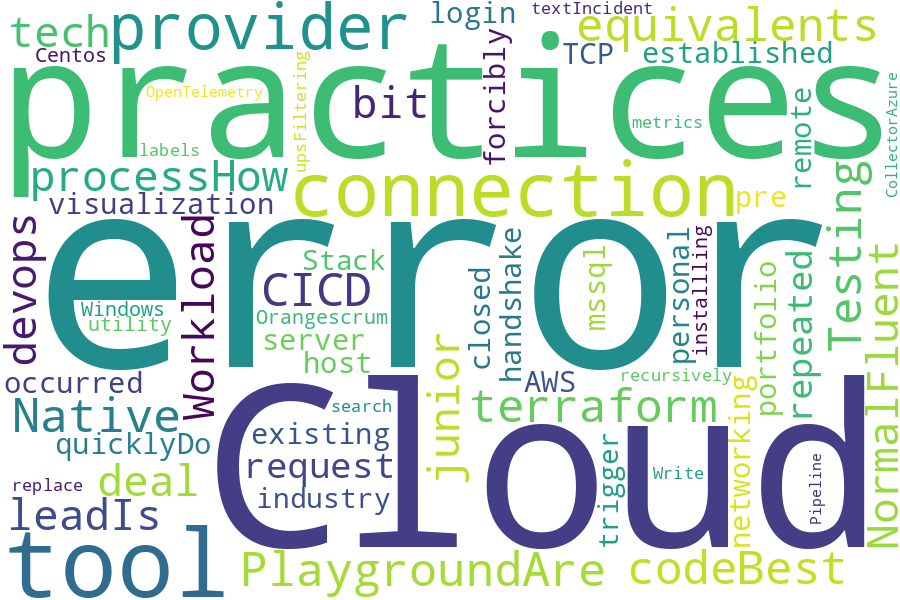 login
textIncident
tech
provider
equivalents
Centos
TCP
established
practices
OpenTelemetry
upsFiltering
bit
forcibly
metrics
remote
CollectorAzure
labels
processHow
connection
pre
Testing
visualization
devops
Workload
error
Stack
CICD
handshake
closed
mssql
personal
installling
portfolio
repeated
NormalFluent
Windows
utility
Orangescrum
server
host
junior
AWS
recursively
occurred
Cloud
Native
search
terraform
existing
quicklyDo
request
industry
networking
trigger
Write
Pipeline
replace
deal
leadIs
tool
PlaygroundAre
codeBest